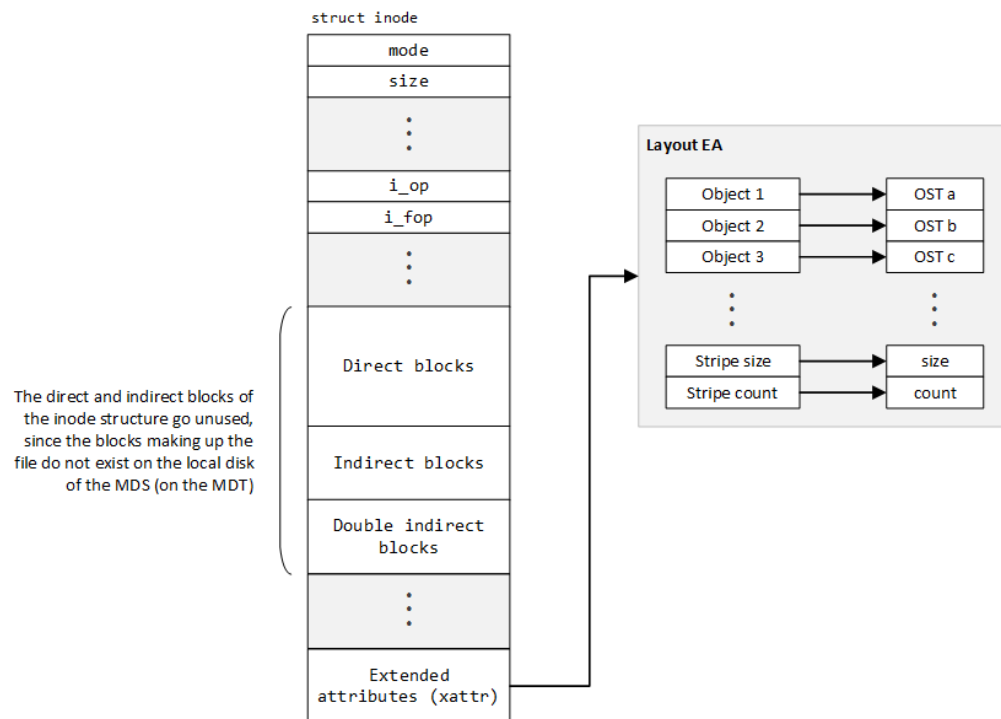 struct inode
mode
size
i_op
i_fop
Direct blocks
Indirect blocks
Double indirect
blocks
Extended
attributes (xattr)
The direct and indirect blocks of
the inode structure go unused,
since the blocks making up the
file do not exist on the local disk
of the MDS (on the MDT)
Layout EA
Object 1 OST a
Object 2 OST b
Object 3 OST c
Stripe size size
Stripe count count